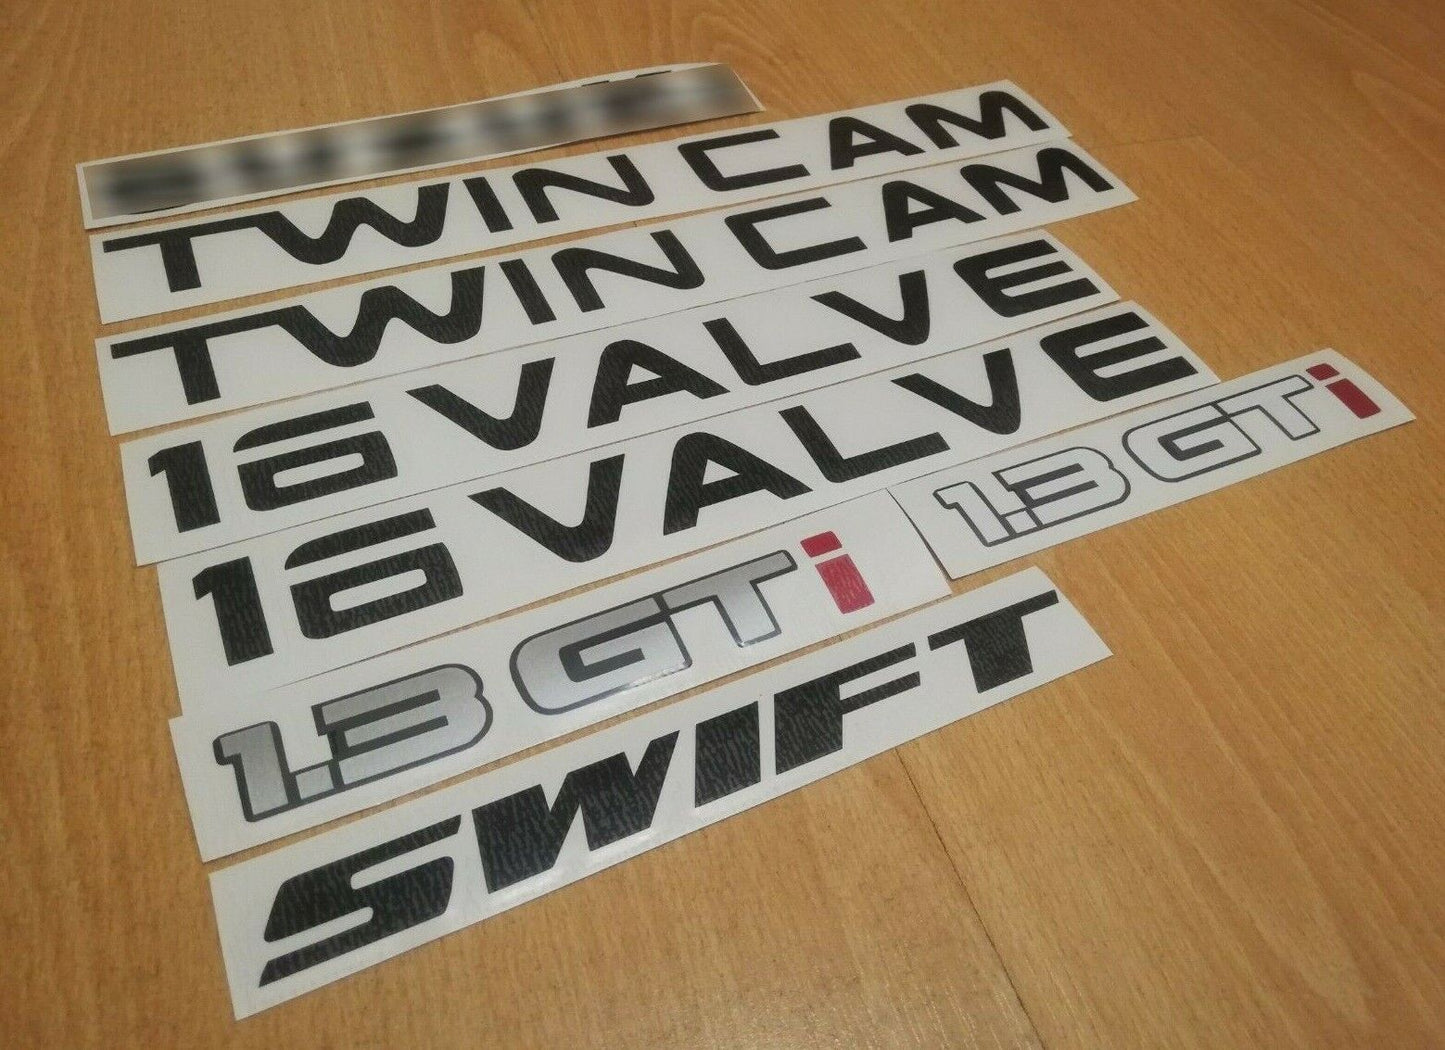 TWIN CAM
TWIN CAM
16 VALVE
16 VALVE
1.3 GTi
1.3 GTi
SWIFT